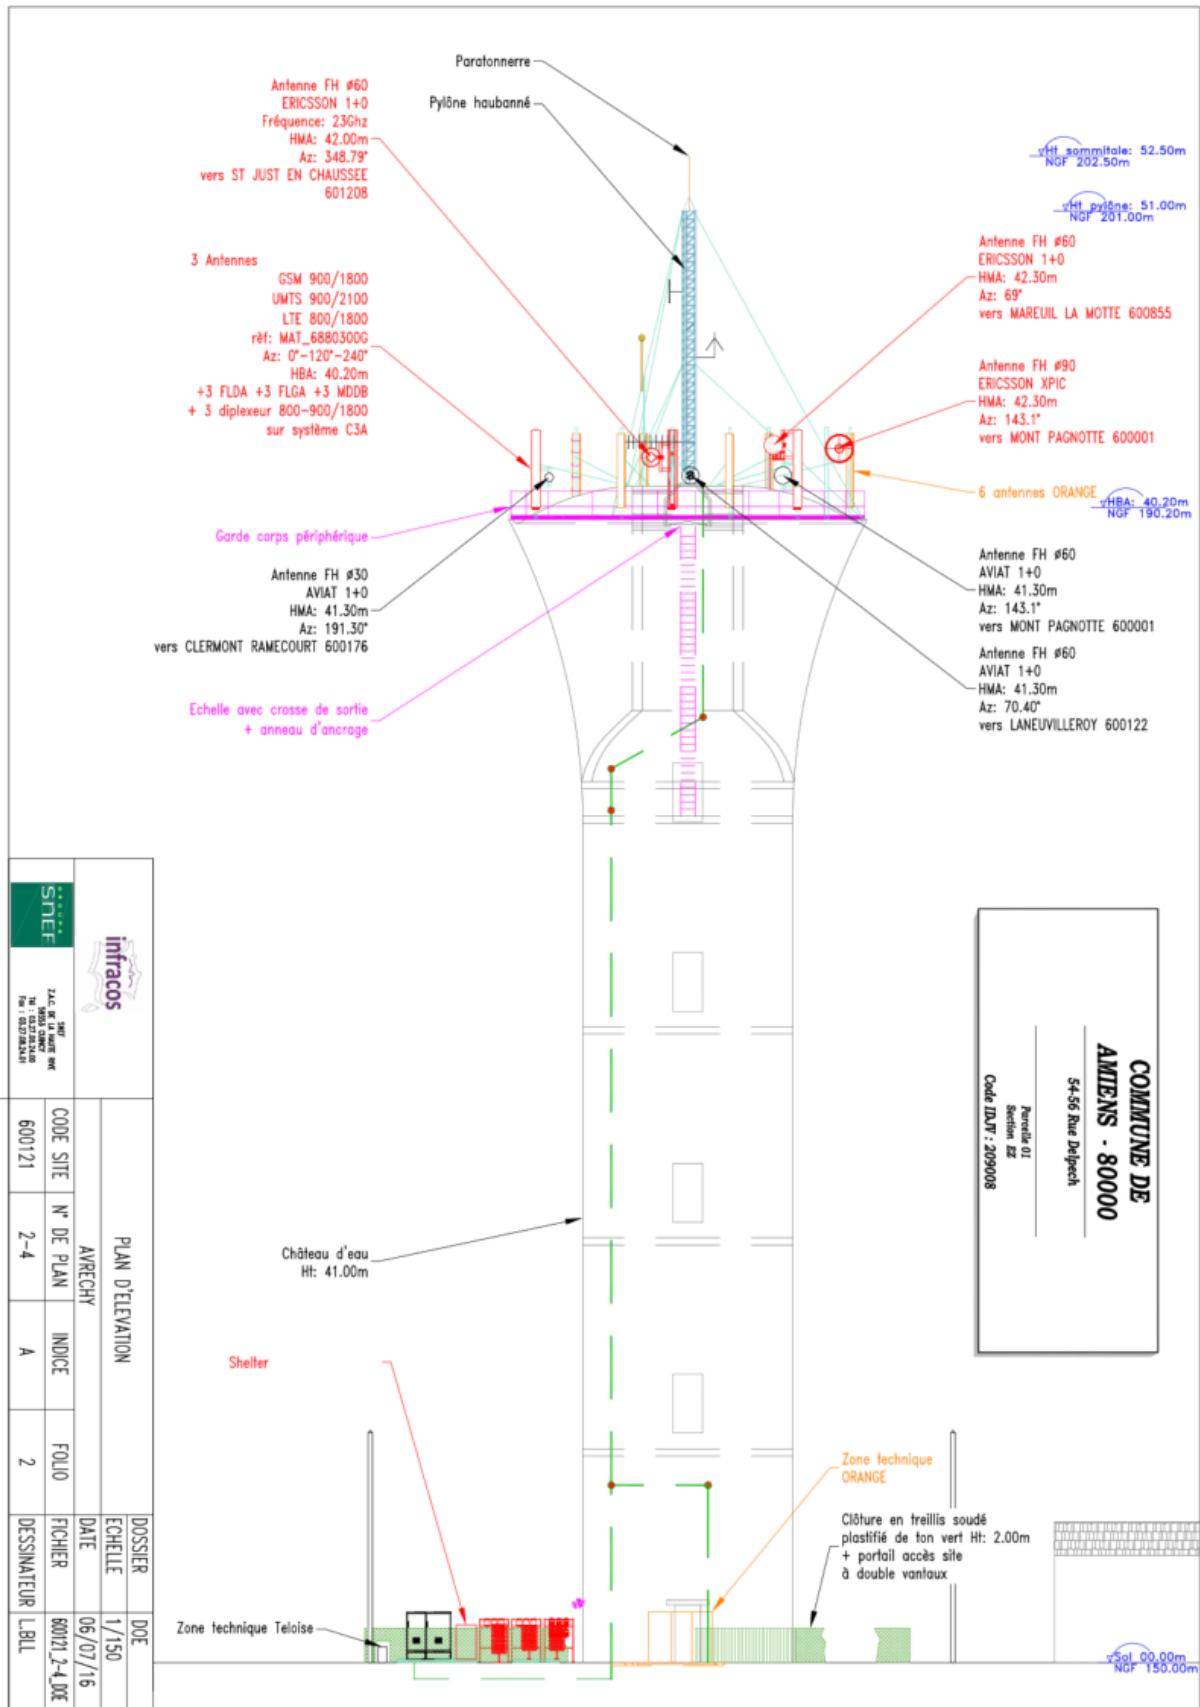 Paratonnerre
Pylône haubanné
Antenne FH ø60
ERICSSON 1+0
Fréquence: 23Ghz
HMA: 42.00m
Az: 348.79°
vers ST JUST EN CHAUSSEE
601208
3 Antennes
GSM 900/1800
UMTS 900/2100
LTE 800/1800
réf: MAT_6880300G
Az: 0°-120°-240°
HBA: 40.20m
+3 FLDA +3 FLGA +3 MDDB
+ 3 diplexeur 800-900/1800
sur système C3A
Garde corps périphérique
Antenne FH ø30
AVIAT 1+0
HMA: 41.30m
Az: 191.30°
vers CLERMONT RAMECOURT 600176
Echelle avec crosse de sortie
+ anneau d'ancrage
Ht sommitale: 52.50m
NGF 202.50m
Ht pylône: 51.00m
NGF 201.00m
Antenne FH ø60
ERICSSON 1+0
HMA: 42.30m
Az: 69°
vers MAREUIL LA MOTTE 600855
Antenne FH ø90
ERICSSON XPIC
HMA: 42.30m
Az: 143.1°
vers MONT PAGNOTTE 600001
6 antennes ORANGE
HBA: 40.20m
NGF 190.20m
Antenne FH ø60
AVIAT 1+0
HMA: 41.30m
Az: 143.1°
vers MONT PAGNOTTE 600001
Antenne FH ø60
AVIAT 1+0
HMA: 41.30m
Az: 70.40°
vers LANEUVILLEROY 600122
COMMUNE DE
AMIENS - 80000
54-56 Rue Delpech
Parcelle 01
Section EZ
Code IDJV : 209008
Château d'eau
Ht: 41.00m
Shelter
Zone technique Teloise
Zone technique
ORANGE
Clôture en treillis soudé
plastifié de ton vert Ht: 2.00m
+ portail accès site
à double vantaux
Sol 00.00m
NGF 150.00m
infracos
GROUPE
snef
SNEF
Z.A.C. DE LA HAUTE RIVE
PLAN D'ELEVATION
AVRECHY
CODE SITE
N° DE PLAN
INDICE
FOLIO
600121
2-4
A
2
DOSSIER
DOE
ECHELLE
1/150
DATE
06/07/16
FICHIER
600121_2-4_DOE
DESSINATEUR
L.BLL